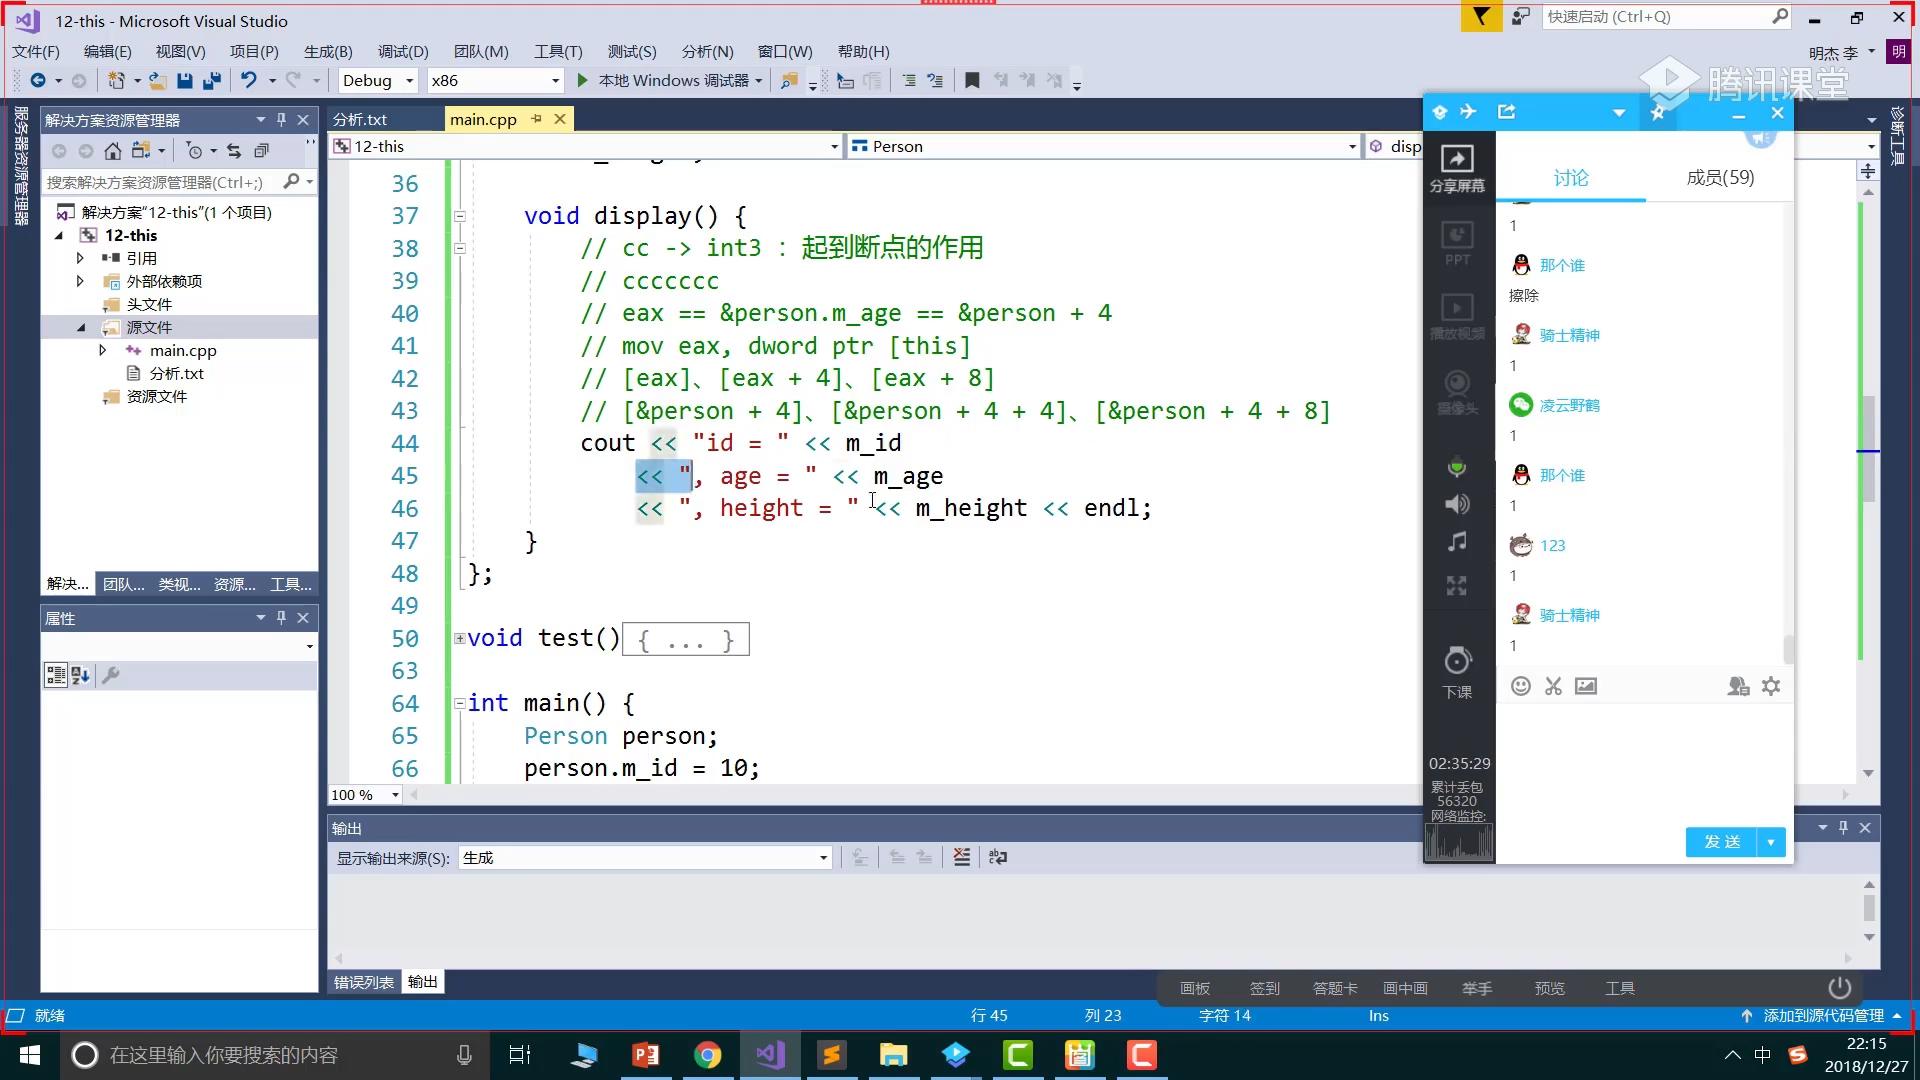 12-this - Microsoft Visual Studio
快速启动 (Ctrl+Q)
文件(F) 编辑(E) 视图(V) 项目(P) 生成(B) 调试(D) 团队(M) 工具(T) 测试(S) 分析(N) 窗口(W) 帮助(H)
明杰 李 明
Debug x86 本地 Windows 调试器
腾讯课堂
服务器资源管理器
解决方案资源管理器
搜索解决方案资源管理器(Ctrl+;)
解决方案"12-this"(1 个项目)
12-this
引用
外部依赖项
头文件
源文件
main.cpp
分析.txt
资源文件
解决... 团队... 类视... 资源... 工具...
属性
分析.txt main.cpp
12-this Person disp
36
37 void display() {
38 // cc -> int3 : 起到断点的作用
39 // ccccccc
40 // eax == &person.m_age == &person + 4
41 // mov eax, dword ptr [this]
42 // [eax]、[eax + 4]、[eax + 8]
43 // [&person + 4]、[&person + 4 + 4]、[&person + 4 + 8]
44 cout << "id = " << m_id
45 << ", age = " << m_age
46 << ", height = " << m_height << endl;
47 }
48 };
49
50 void test(){ ... }
63
64 int main() {
65 Person person;
66 person.m_id = 10;
100 %
输出
显示输出来源(S): 生成
错误列表 输出
诊断工具
分享屏幕
PPT
播放视频
摄像头
下课
02:35:29
累计丢包
56320
网络监控:
讨论 成员(59)
1
那个谁
擦除
骑士精神
1
凌云野鹤
1
那个谁
1
123
1
骑士精神
1
发 送
画板 签到 答题卡 画中画 举手 预览 工具
就绪 行 45 列 23 字符 14 Ins 添加到源代码管理
在这里输入你要搜索的内容
中
22:15
2018/12/27